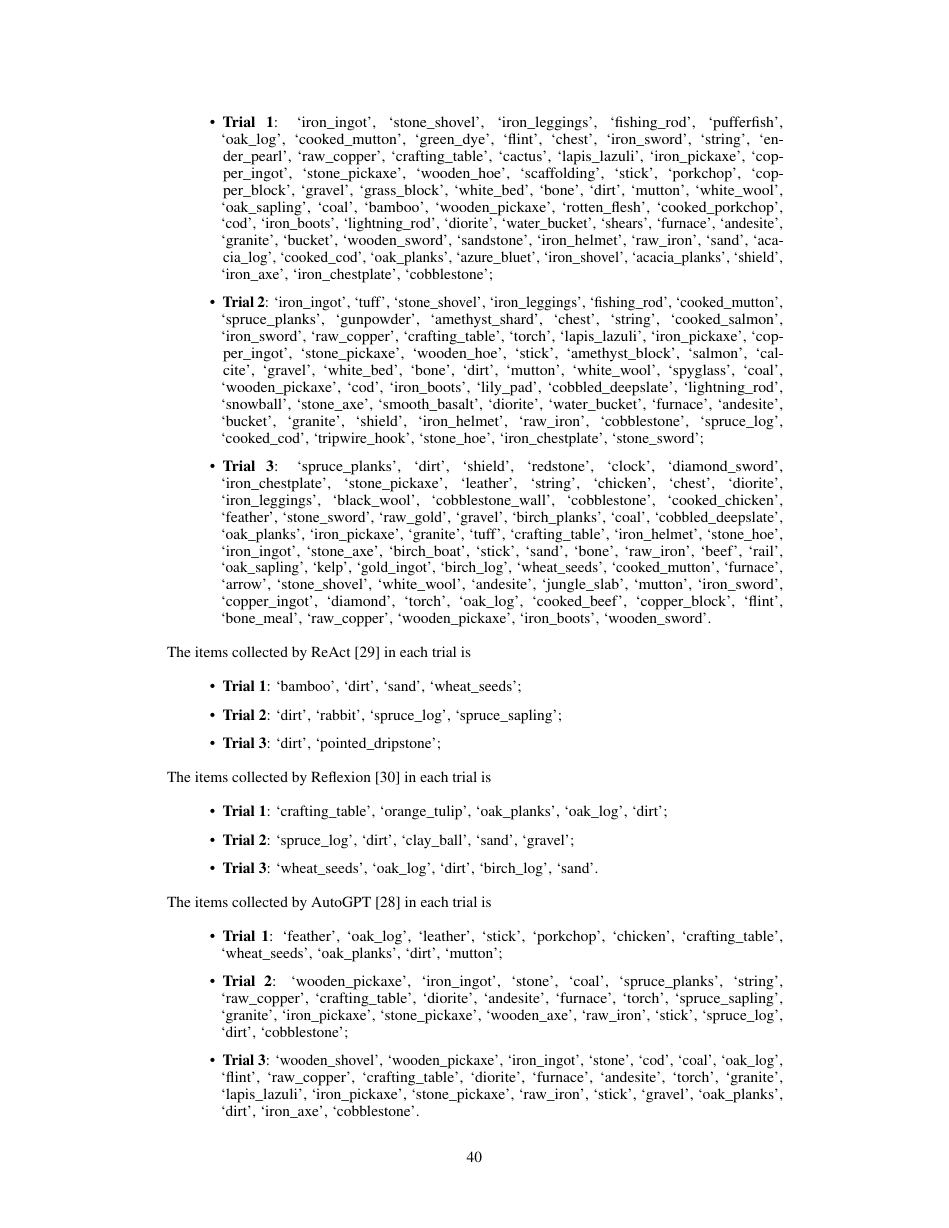 • Trial 1: ‘iron_ingot’, ‘stone_shovel’, ‘iron_leggings’, ‘fishing_rod’, ‘pufferfish’,
‘oak_log’, ‘cooked_mutton’, ‘green_dye’, ‘flint’, ‘chest’, ‘iron_sword’, ‘string’, ‘en-
der_pearl’, ‘raw_copper’, ‘crafting_table’, ‘cactus’, ‘lapis_lazuli’, ‘iron_pickaxe’, ‘cop-
per_ingot’, ‘stone_pickaxe’, ‘wooden_hoe’, ‘scaffolding’, ‘stick’, ‘porkchop’, ‘cop-
per_block’, ‘gravel’, ‘grass_block’, ‘white_bed’, ‘bone’, ‘dirt’, ‘mutton’, ‘white_wool’,
‘oak_sapling’, ‘coal’, ‘bamboo’, ‘wooden_pickaxe’, ‘rotten_flesh’, ‘cooked_porkchop’,
‘cod’, ‘iron_boots’, ‘lightning_rod’, ‘diorite’, ‘water_bucket’, ‘shears’, ‘furnace’, ‘andesite’,
‘granite’, ‘bucket’, ‘wooden_sword’, ‘sandstone’, ‘iron_helmet’, ‘raw_iron’, ‘sand’, ‘aca-
cia_log’, ‘cooked_cod’, ‘oak_planks’, ‘azure_bluet’, ‘iron_shovel’, ‘acacia_planks’, ‘shield’,
‘iron_axe’, ‘iron_chestplate’, ‘cobblestone’;
• Trial 2: ‘iron_ingot’, ‘tuff’, ‘stone_shovel’, ‘iron_leggings’, ‘fishing_rod’, ‘cooked_mutton’,
‘spruce_planks’, ‘gunpowder’, ‘amethyst_shard’, ‘chest’, ‘string’, ‘cooked_salmon’,
‘iron_sword’, ‘raw_copper’, ‘crafting_table’, ‘torch’, ‘lapis_lazuli’, ‘iron_pickaxe’, ‘cop-
per_ingot’, ‘stone_pickaxe’, ‘wooden_hoe’, ‘stick’, ‘amethyst_block’, ‘salmon’, ‘cal-
cite’, ‘gravel’, ‘white_bed’, ‘bone’, ‘dirt’, ‘mutton’, ‘white_wool’, ‘spyglass’, ‘coal’,
‘wooden_pickaxe’, ‘cod’, ‘iron_boots’, ‘lily_pad’, ‘cobbled_deepslate’, ‘lightning_rod’,
‘snowball’, ‘stone_axe’, ‘smooth_basalt’, ‘diorite’, ‘water_bucket’, ‘furnace’, ‘andesite’,
‘bucket’, ‘granite’, ‘shield’, ‘iron_helmet’, ‘raw_iron’, ‘cobblestone’, ‘spruce_log’,
‘cooked_cod’, ‘tripwire_hook’, ‘stone_hoe’, ‘iron_chestplate’, ‘stone_sword’;
• Trial 3: ‘spruce_planks’, ‘dirt’, ‘shield’, ‘redstone’, ‘clock’, ‘diamond_sword’,
‘iron_chestplate’, ‘stone_pickaxe’, ‘leather’, ‘string’, ‘chicken’, ‘chest’, ‘diorite’,
‘iron_leggings’, ‘black_wool’, ‘cobblestone_wall’, ‘cobblestone’, ‘cooked_chicken’,
‘feather’, ‘stone_sword’, ‘raw_gold’, ‘gravel’, ‘birch_planks’, ‘coal’, ‘cobbled_deepslate’,
‘oak_planks’, ‘iron_pickaxe’, ‘granite’, ‘tuff’, ‘crafting_table’, ‘iron_helmet’, ‘stone_hoe’,
‘iron_ingot’, ‘stone_axe’, ‘birch_boat’, ‘stick’, ‘sand’, ‘bone’, ‘raw_iron’, ‘beef’, ‘rail’,
‘oak_sapling’, ‘kelp’, ‘gold_ingot’, ‘birch_log’, ‘wheat_seeds’, ‘cooked_mutton’, ‘furnace’,
‘arrow’, ‘stone_shovel’, ‘white_wool’, ‘andesite’, ‘jungle_slab’, ‘mutton’, ‘iron_sword’,
‘copper_ingot’, ‘diamond’, ‘torch’, ‘oak_log’, ‘cooked_beef’, ‘copper_block’, ‘flint’,
‘bone_meal’, ‘raw_copper’, ‘wooden_pickaxe’, ‘iron_boots’, ‘wooden_sword’.
The items collected by ReAct [29] in each trial is
• Trial 1: ‘bamboo’, ‘dirt’, ‘sand’, ‘wheat_seeds’;
• Trial 2: ‘dirt’, ‘rabbit’, ‘spruce_log’, ‘spruce_sapling’;
• Trial 3: ‘dirt’, ‘pointed_dripstone’;
The items collected by Reflexion [30] in each trial is
• Trial 1: ‘crafting_table’, ‘orange_tulip’, ‘oak_planks’, ‘oak_log’, ‘dirt’;
• Trial 2: ‘spruce_log’, ‘dirt’, ‘clay_ball’, ‘sand’, ‘gravel’;
• Trial 3: ‘wheat_seeds’, ‘oak_log’, ‘dirt’, ‘birch_log’, ‘sand’.
The items collected by AutoGPT [28] in each trial is
• Trial 1: ‘feather’, ‘oak_log’, ‘leather’, ‘stick’, ‘porkchop’, ‘chicken’, ‘crafting_table’,
‘wheat_seeds’, ‘oak_planks’, ‘dirt’, ‘mutton’;
• Trial 2: ‘wooden_pickaxe’, ‘iron_ingot’, ‘stone’, ‘coal’, ‘spruce_planks’, ‘string’,
‘raw_copper’, ‘crafting_table’, ‘diorite’, ‘andesite’, ‘furnace’, ‘torch’, ‘spruce_sapling’,
‘granite’, ‘iron_pickaxe’, ‘stone_pickaxe’, ‘wooden_axe’, ‘raw_iron’, ‘stick’, ‘spruce_log’,
‘dirt’, ‘cobblestone’;
• Trial 3: ‘wooden_shovel’, ‘wooden_pickaxe’, ‘iron_ingot’, ‘stone’, ‘cod’, ‘coal’, ‘oak_log’,
‘flint’, ‘raw_copper’, ‘crafting_table’, ‘diorite’, ‘furnace’, ‘andesite’, ‘torch’, ‘granite’,
‘lapis_lazuli’, ‘iron_pickaxe’, ‘stone_pickaxe’, ‘raw_iron’, ‘stick’, ‘gravel’, ‘oak_planks’,
‘dirt’, ‘iron_axe’, ‘cobblestone’.
40